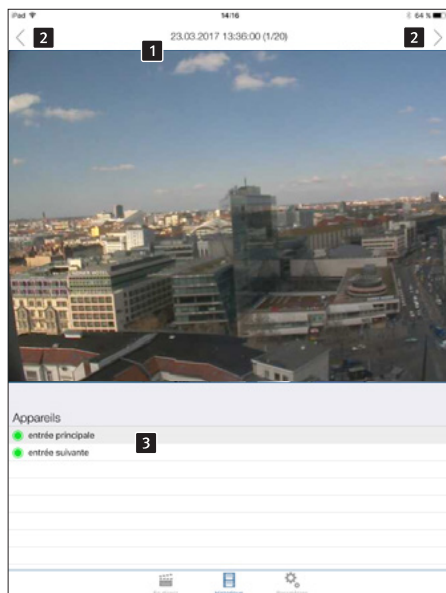 iPad 14:16 64 %
2 23.03.2017 13:36:00 (1/20) 2
1
Appareils
entrée principale
3
entrée suivante